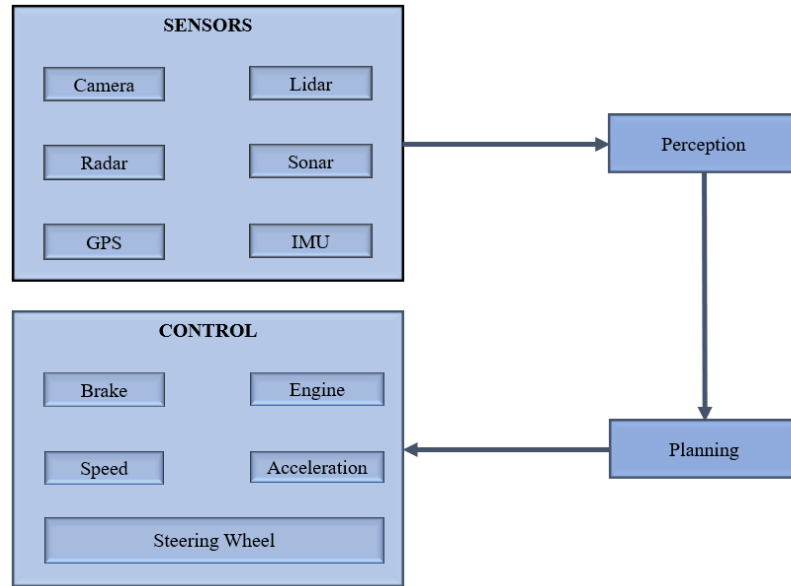 SENSORS
Camera
Lidar
Radar
Sonar
GPS
IMU
Perception
Planning
CONTROL
Brake
Engine
Speed
Acceleration
Steering Wheel